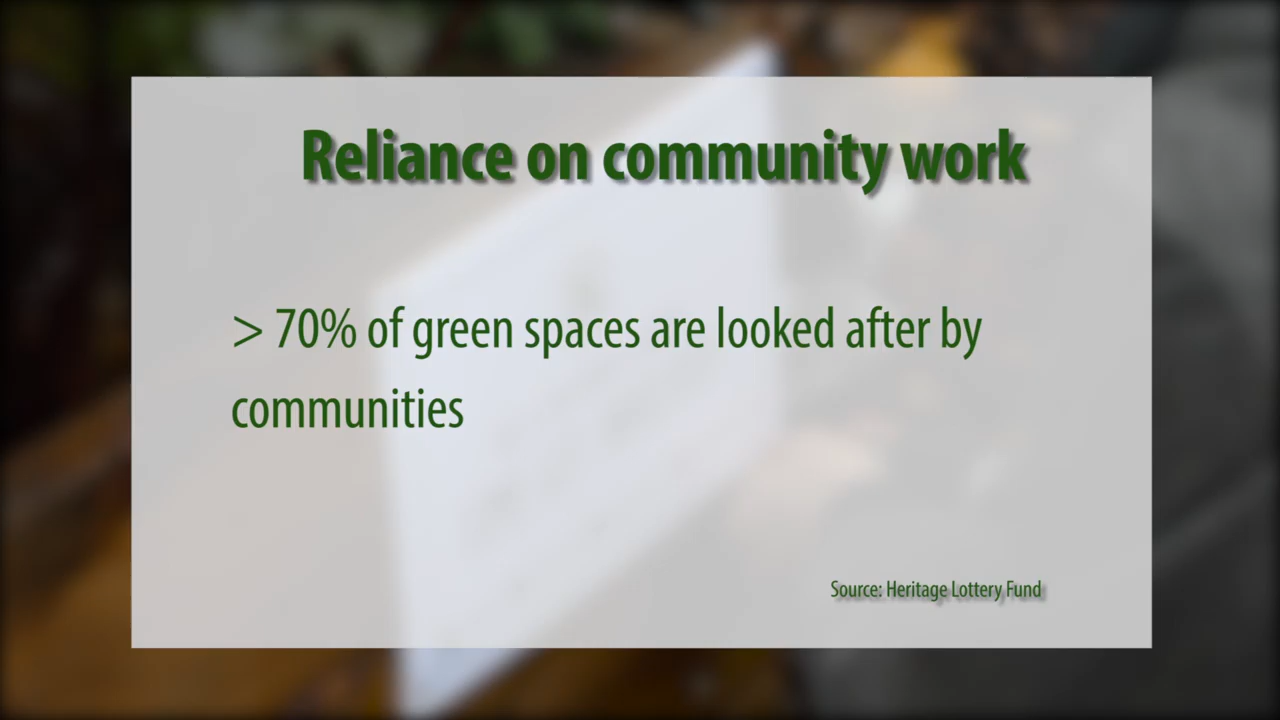 Reliance on community work
> 70% of green spaces are looked after by
communities
Source: Heritage Lottery Fund